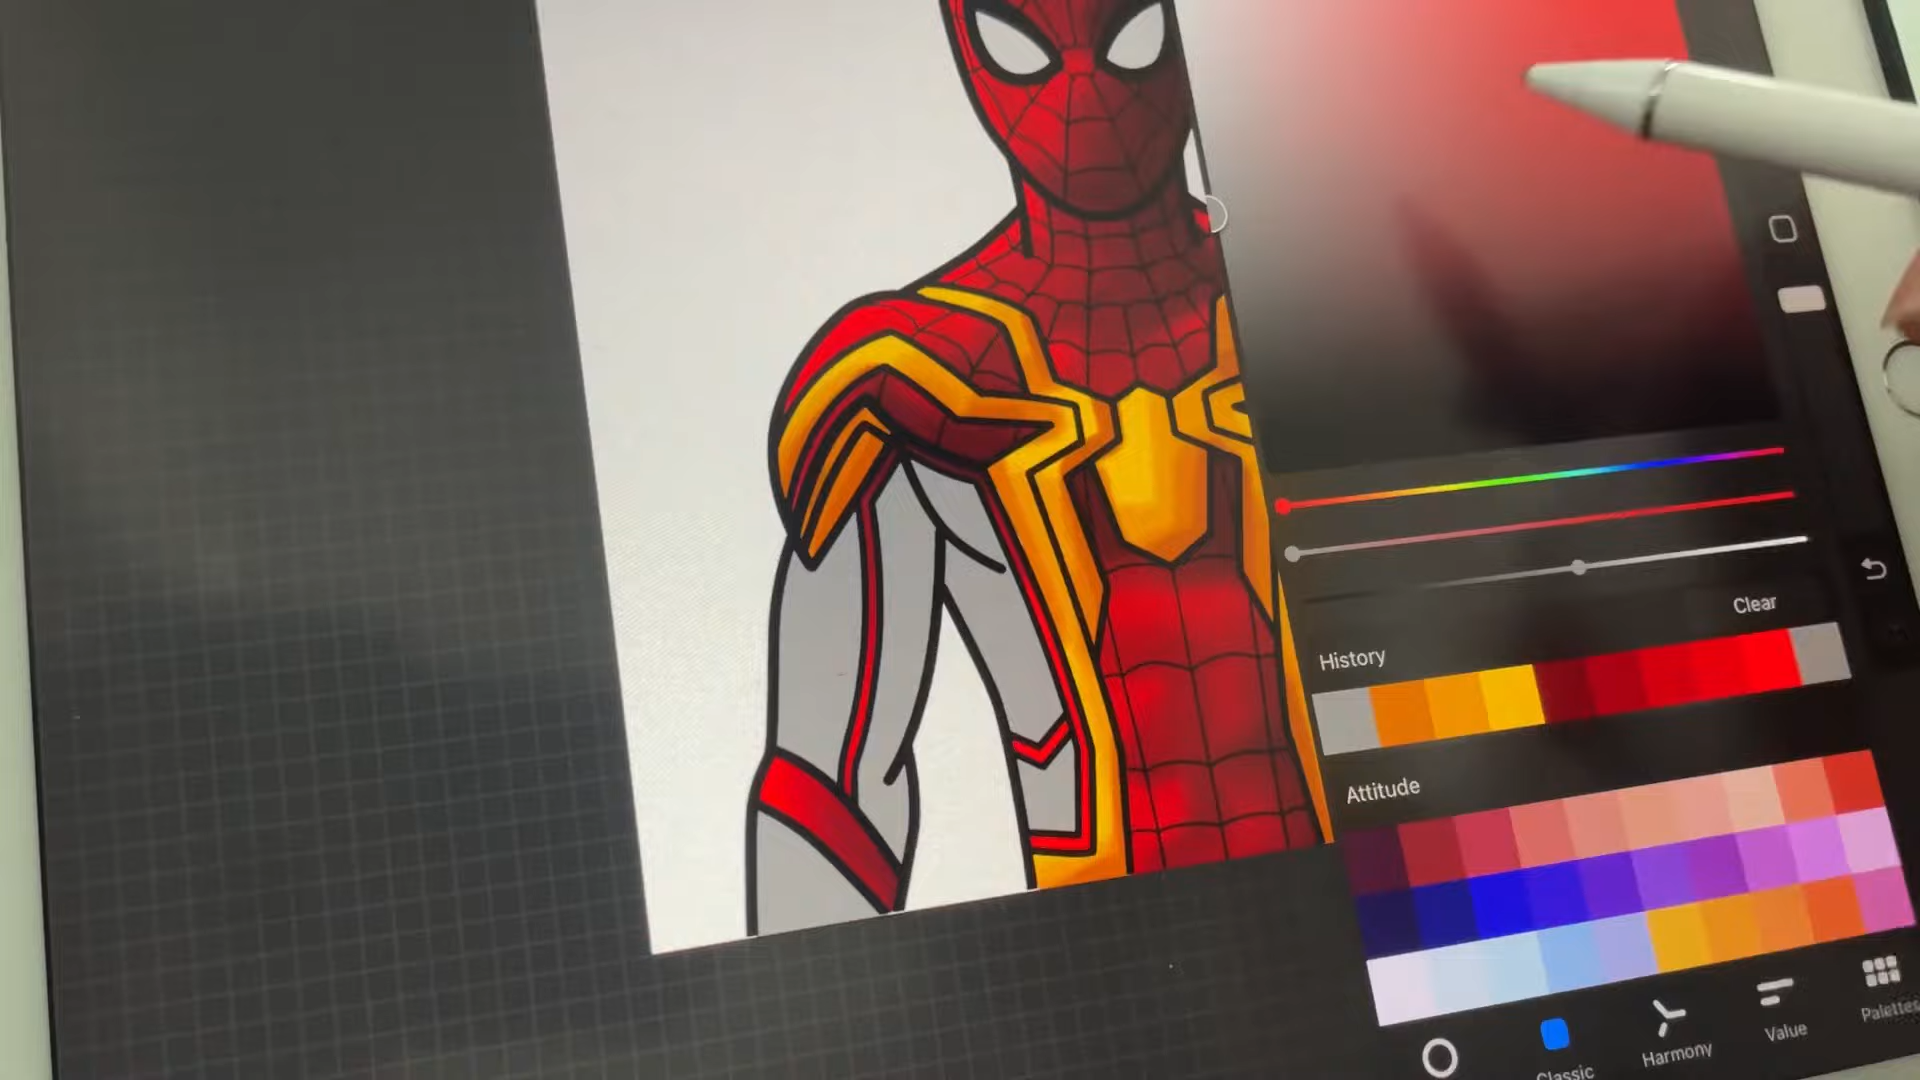 Clear
History
Attitude
Classic
Harmony
Value
Palettes